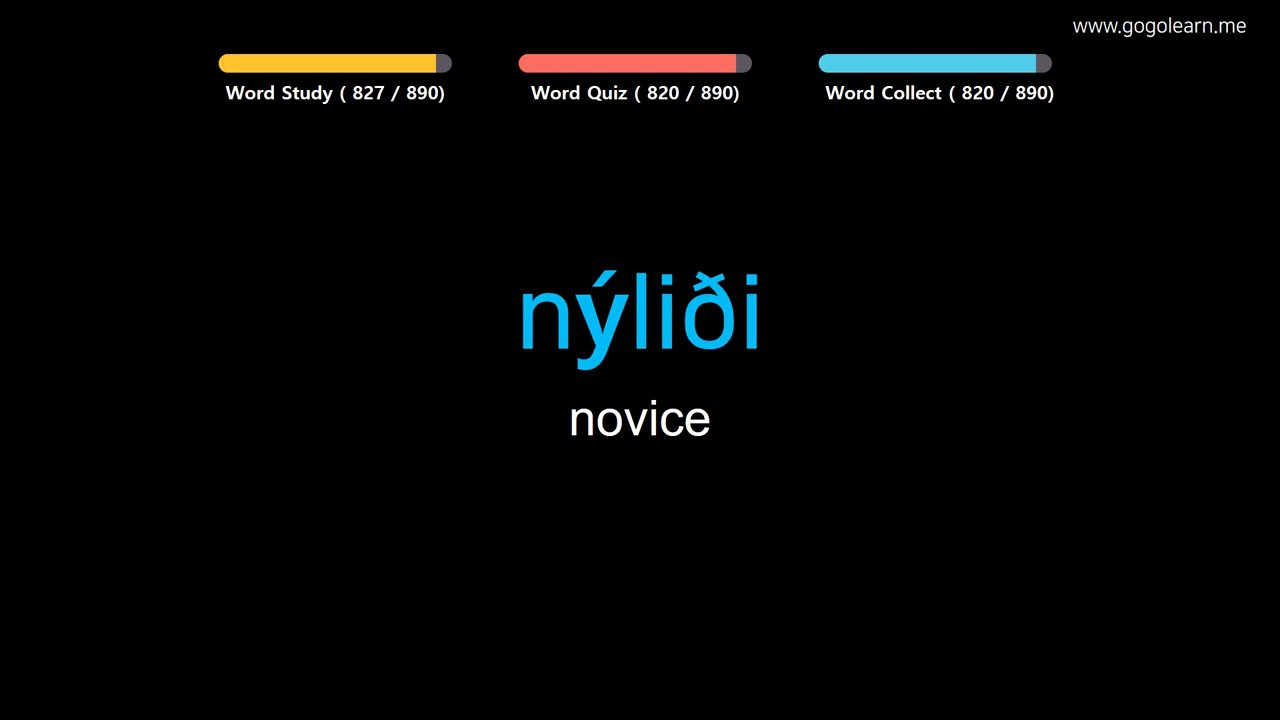 www.gogolearn.me
Word Study ( 827 / 890)
Word Quiz ( 820 / 890)
Word Collect ( 820 / 890)
nýliði
novice